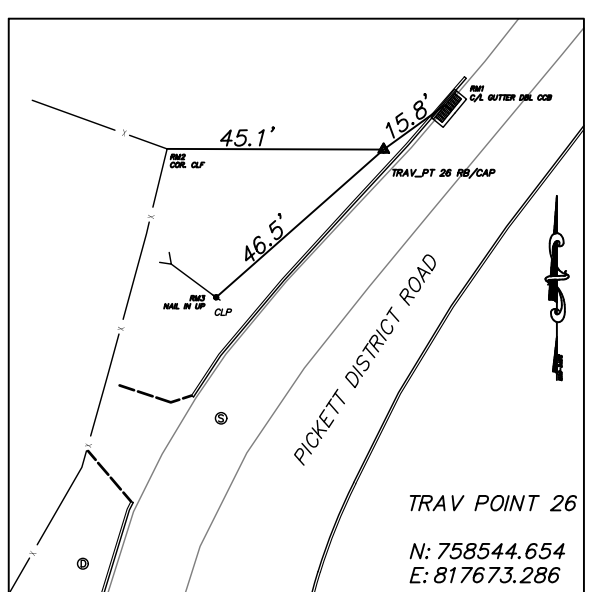 RM1
C/L GUTTER DBL CCB
15.8'
45.1'
RM2
COR. CLF
TRAV_PT 26 RB/CAP
46.5'
RM3
NAIL IN UP
CLP
PICKETT DISTRICT ROAD
S
D
TRAV POINT 26
N: 758544.654
E: 817673.286